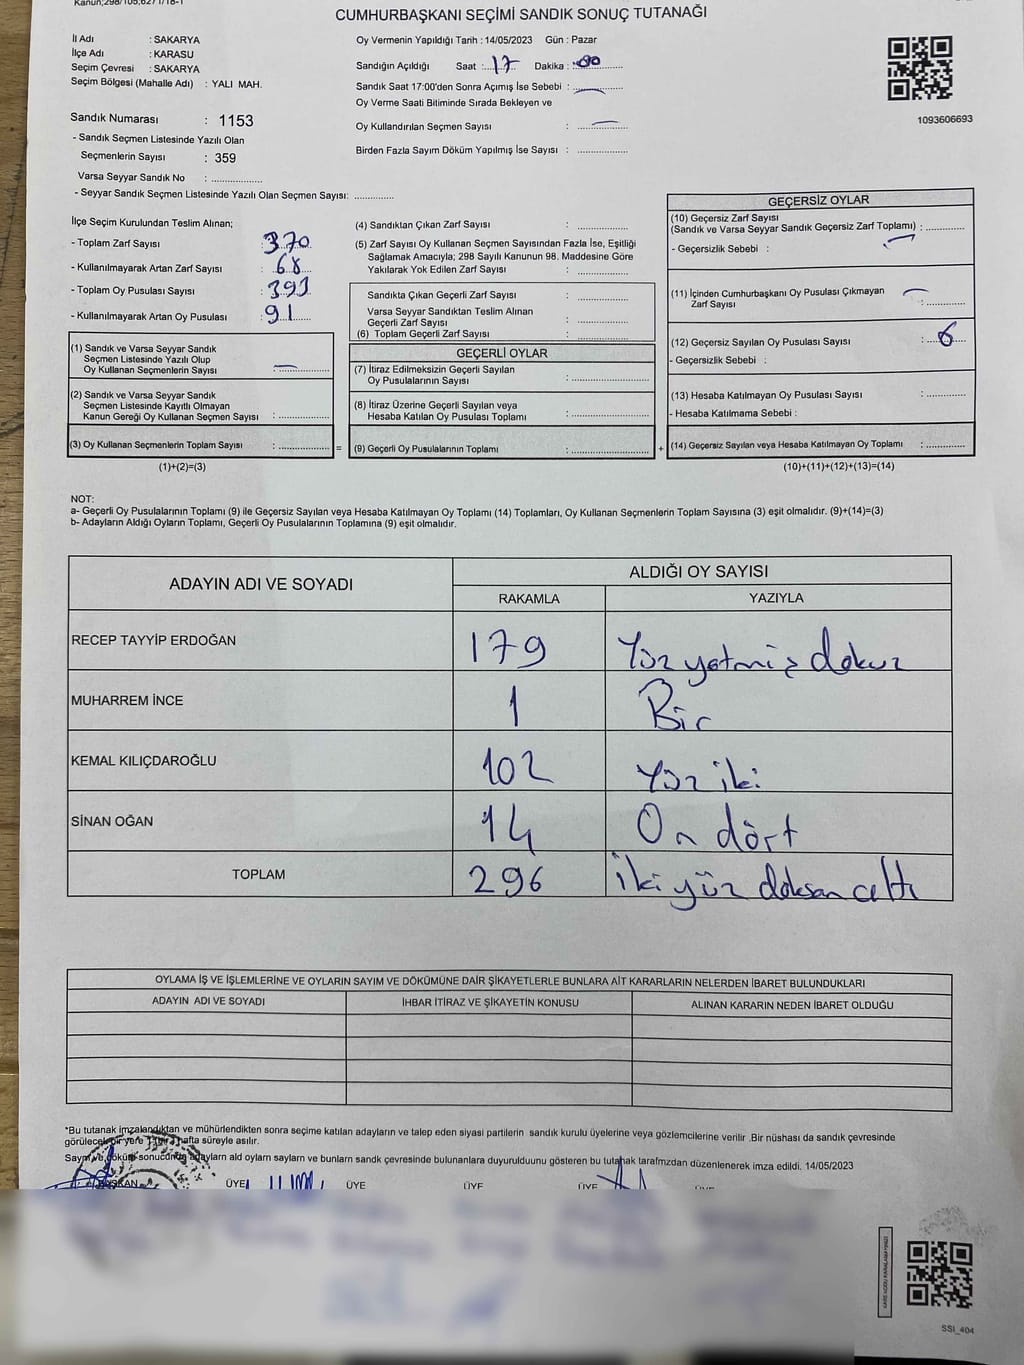 CUMHURBAŞKANI SEÇİMİ SANDIK SONUÇ TUTANAĞI
İl Adı : SAKARYA
İlçe Adı : KARASU
Seçim Çevresi : SAKARYA
Seçim Bölgesi (Mahalle Adı) : YALI MAH.
Sandık Numarası : 1153
- Sandık Seçmen Listesinde Yazılı Olan
Seçmenlerin Sayısı : 359
Varsa Seyyar Sandık No : ..................
- Seyyar Sandık Seçmen Listesinde Yazılı Olan Seçmen Sayısı: ..............
Oy Vermenin Yapıldığı Tarih : 14/05/2023 Gün : Pazar
Sandığın Açıldığı Saat : 17 Dakika : 00
Sandık Saat 17:00'den Sonra Açımış İse Sebebi :
Oy Verme Saati Bitiminde Sırada Bekleyen ve
Oy Kullandırılan Seçmen Sayısı :
Birden Fazla Sayım Döküm Yapılmış İse Sayısı : ..................
1093606693
İlçe Seçim Kurulundan Teslim Alınan;
- Toplam Zarf Sayısı : 370
- Kullanılmayarak Artan Zarf Sayısı : 68
- Toplam Oy Pusulası Sayısı : 393
- Kullanılmayarak Artan Oy Pusulası : 91
(1) Sandık ve Varsa Seyyar Sandık
Seçmen Listesinde Yazılı Olup
Oy Kullanan Seçmenlerin Sayısı :
(2) Sandık ve Varsa Seyyar Sandık
Seçmen Listesinde Kayıtlı Olmayan
Kanun Gereği Oy Kullanan Seçmen Sayısı :
(3) Oy Kullanan Seçmenlerin Toplam Sayısı : =
(1)+(2)=(3)
(4) Sandıktan Çıkan Zarf Sayısı :
(5) Zarf Sayısı Oy Kullanan Seçmen Sayısından Fazla İse, Eşitliği
Sağlamak Amacıyla; 298 Sayılı Kanunun 98. Maddesine Göre
Yakılarak Yok Edilen Zarf Sayısı :
Sandıkta Çıkan Geçerli Zarf Sayısı :
Varsa Seyyar Sandıktan Teslim Alınan
Geçerli Zarf Sayısı :
(6) Toplam Geçerli Zarf Sayısı :
GEÇERLİ OYLAR
(7) İtiraz Edilmeksizin Geçerli Sayılan
Oy Pusulalarının Sayısı :
(8) İtiraz Üzerine Geçerli Sayılan veya
Hesaba Katılan Oy Pusulası Toplamı :
(9) Geçerli Oy Pusulalarının Toplamı : +
GEÇERSİZ OYLAR
(10) Geçersiz Zarf Sayısı
(Sandık ve Varsa Seyyar Sandık Geçersiz Zarf Toplamı) :
- Geçersizlik Sebebi :
(11) İçinden Cumhurbaşkanı Oy Pusulası Çıkmayan
Zarf Sayısı :
(12) Geçersiz Sayılan Oy Pusulası Sayısı : 6
- Geçersizlik Sebebi :
(13) Hesaba Katılmayan Oy Pusulası Sayısı :
- Hesaba Katılmama Sebebi :
(14) Geçersiz Sayılan veya Hesaba Katılmayan Oy Toplamı :
(10)+(11)+(12)+(13)=(14)
NOT:
a- Geçerli Oy Pusulalarının Toplamı (9) ile Geçersiz Sayılan veya Hesaba Katılmayan Oy Toplamı (14) Toplamları, Oy Kullanan Seçmenlerin Toplam Sayısına (3) eşit olmalıdır. (9)+(14)=(3)
b- Adayların Aldığı Oyların Toplamı, Geçerli Oy Pusulalarının Toplamına (9) eşit olmalıdır.
ADAYIN ADI VE SOYADI ALDIĞI OY SAYISI
RAKAMLA YAZIYLA
RECEP TAYYİP ERDOĞAN 179 Yüz yetmiş dokuz
MUHARREM İNCE 1 Bir
KEMAL KILIÇDAROĞLU 102 Yüz iki
SİNAN OĞAN 14 On dört
TOPLAM 296 İki yüz doksan altı
OYLAMA İŞ VE İŞLEMLERİNE VE OYLARIN SAYIM VE DÖKÜMÜNE DAİR ŞİKAYETLERLE BUNLARA AİT KARARLARIN NELERDEN İBARET BULUNDUKLARI
ADAYIN ADI VE SOYADI İHBAR İTİRAZ VE ŞİKAYETİN KONUSU ALINAN KARARIN NEDEN İBARET OLDUĞU
*Bu tutanak imzalandıktan ve mühürlendikten sonra seçime katılan adayların ve talep eden siyasi partilerin sandık kurulu üyelerine veya gözlemcilerine verilir .Bir nüshası da sandık çevresinde
görülecek bir yere 1 hafta süreyle asılır.
Sayım ve döküm sonucunda adayların ald oyların sayları ve bunların sandk çevresinde bulunanlara duyurulduunu gösteren bu tutanak tarafmzdan düzenlenerek imza edildi. 14/05/2023
BAŞKAN ÜYE ÜYE ÜYE ÜYE ÜYE
SSI_404